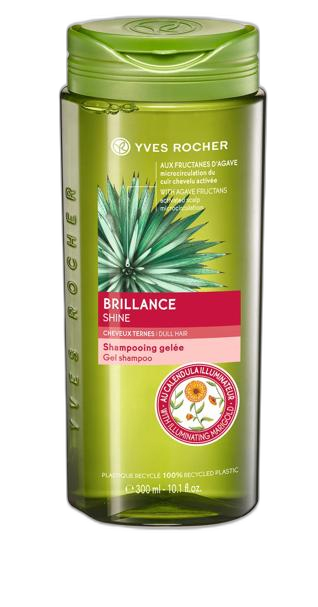 YVES ROCHER
AUX FRUCTANES D'AGAVE
microcirculation du
cuir chevelu activée
WITH AGAVE FRUCTANS
activated scalp
microcirculation
YVES ROCHER
BRILLANCE
SHINE
CHEVEUX TERNES | DULL HAIR
Shampooing gelée
Gel shampoo
AU CALENDULA ILLUMINATEUR
WITH ILLUMINATING MARIGOLD
PLASTIQUE RECYCLÉ 100% RECYCLED PLASTIC
℮ 300 ml - 10.1 fl.oz.